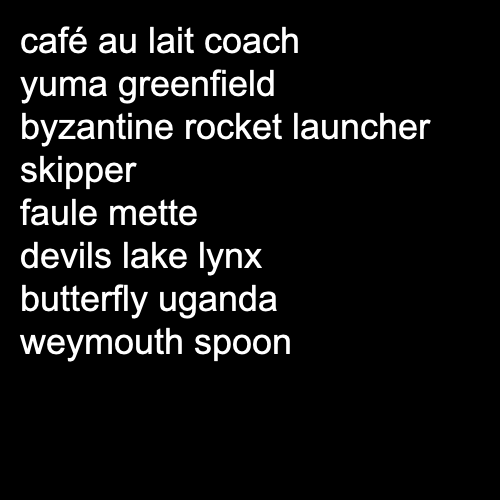 café au lait coach
yuma greenfield
byzantine rocket launcher
skipper
faule mette
devils lake lynx
butterfly uganda
weymouth spoon